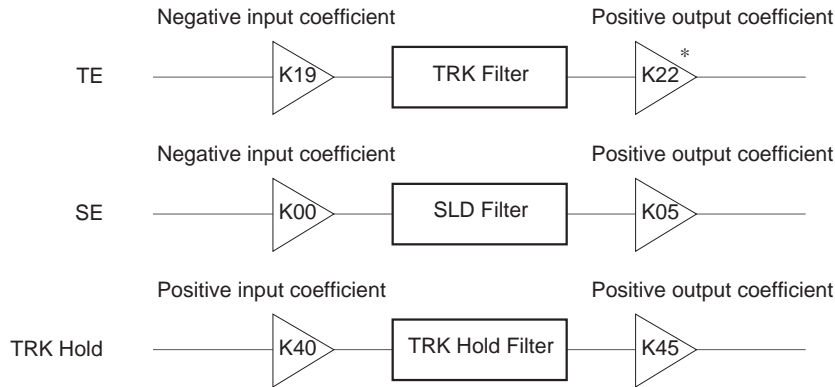 Negative input coefficient Positive output coefficient
TE K19 TRK Filter K22 *
Negative input coefficient Positive output coefficient
SE K00 SLD Filter K05
Positive input coefficient Positive output coefficient
TRK Hold K40 TRK Hold Filter K45